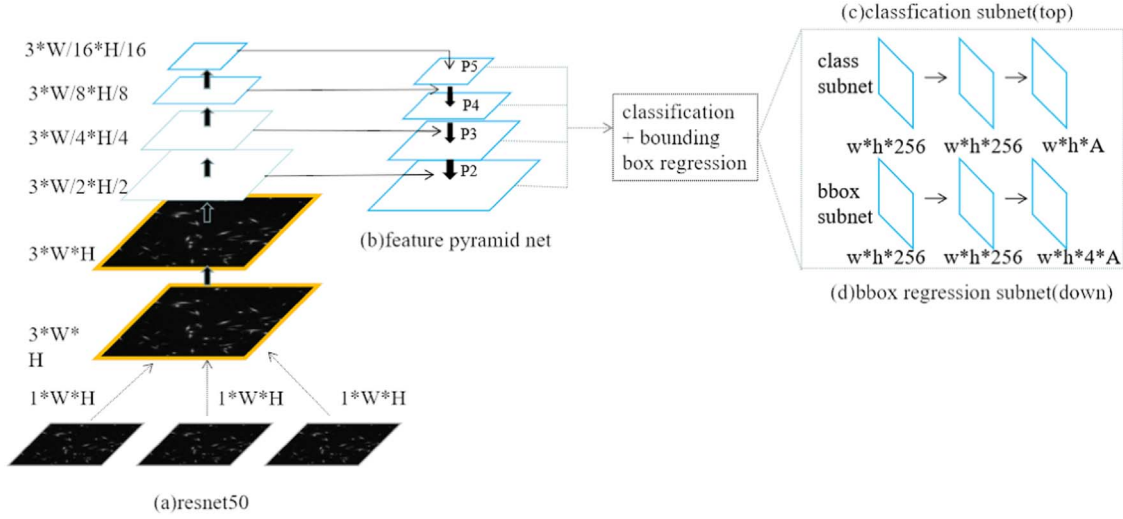 (c)classfication subnet(top)
3*W/16*H/16
3*W/8*H/8
3*W/4*H/4
3*W/2*H/2
3*W*H
3*W*
H
1*W*H
1*W*H
1*W*H
(a)resnet50
P5
P4
P3
P2
(b)feature pyramid net
classification
+ bounding
box regression
class
subnet
w*h*256
w*h*256
w*h*A
bbox
subnet
w*h*256
w*h*256
w*h*4*A
(d)bbox regression subnet(down)